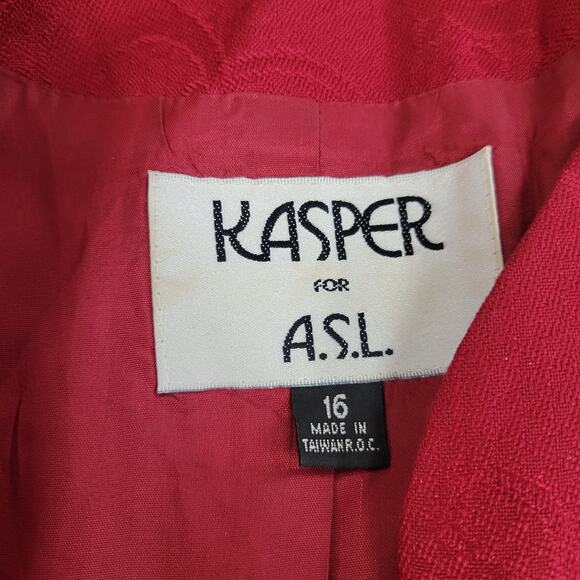 KASPER
FOR
A.S.L.
16
MADE IN
TAIWAN R.O.C.